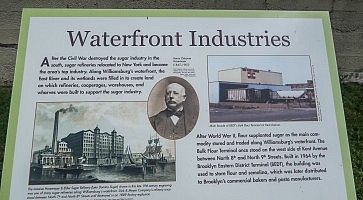 Waterfront Industries
After the Civil War destroyed the sugar industry in the
south, sugar refineries relocated to New York and became
the area's top industry. Along Williamsburg's waterfront, the
East River and its wetlands were filled in to create land
on which refineries, cooperages, warehouses, and
wharves were built to support the sugar industry.
After World War II, flour supplanted sugar as the main com-
modity stored and traded along Williamsburg's waterfront. The
Bulk Flour Terminal once stood on the west side of Kent Avenue
between North 8th and North 9th Streets. Built in 1964 by the
Brooklyn Eastern District Terminal (BEDT), the building was
used to store flour and semolina, which was later distributed
to Brooklyn's commercial bakers and pasta manufacturers.